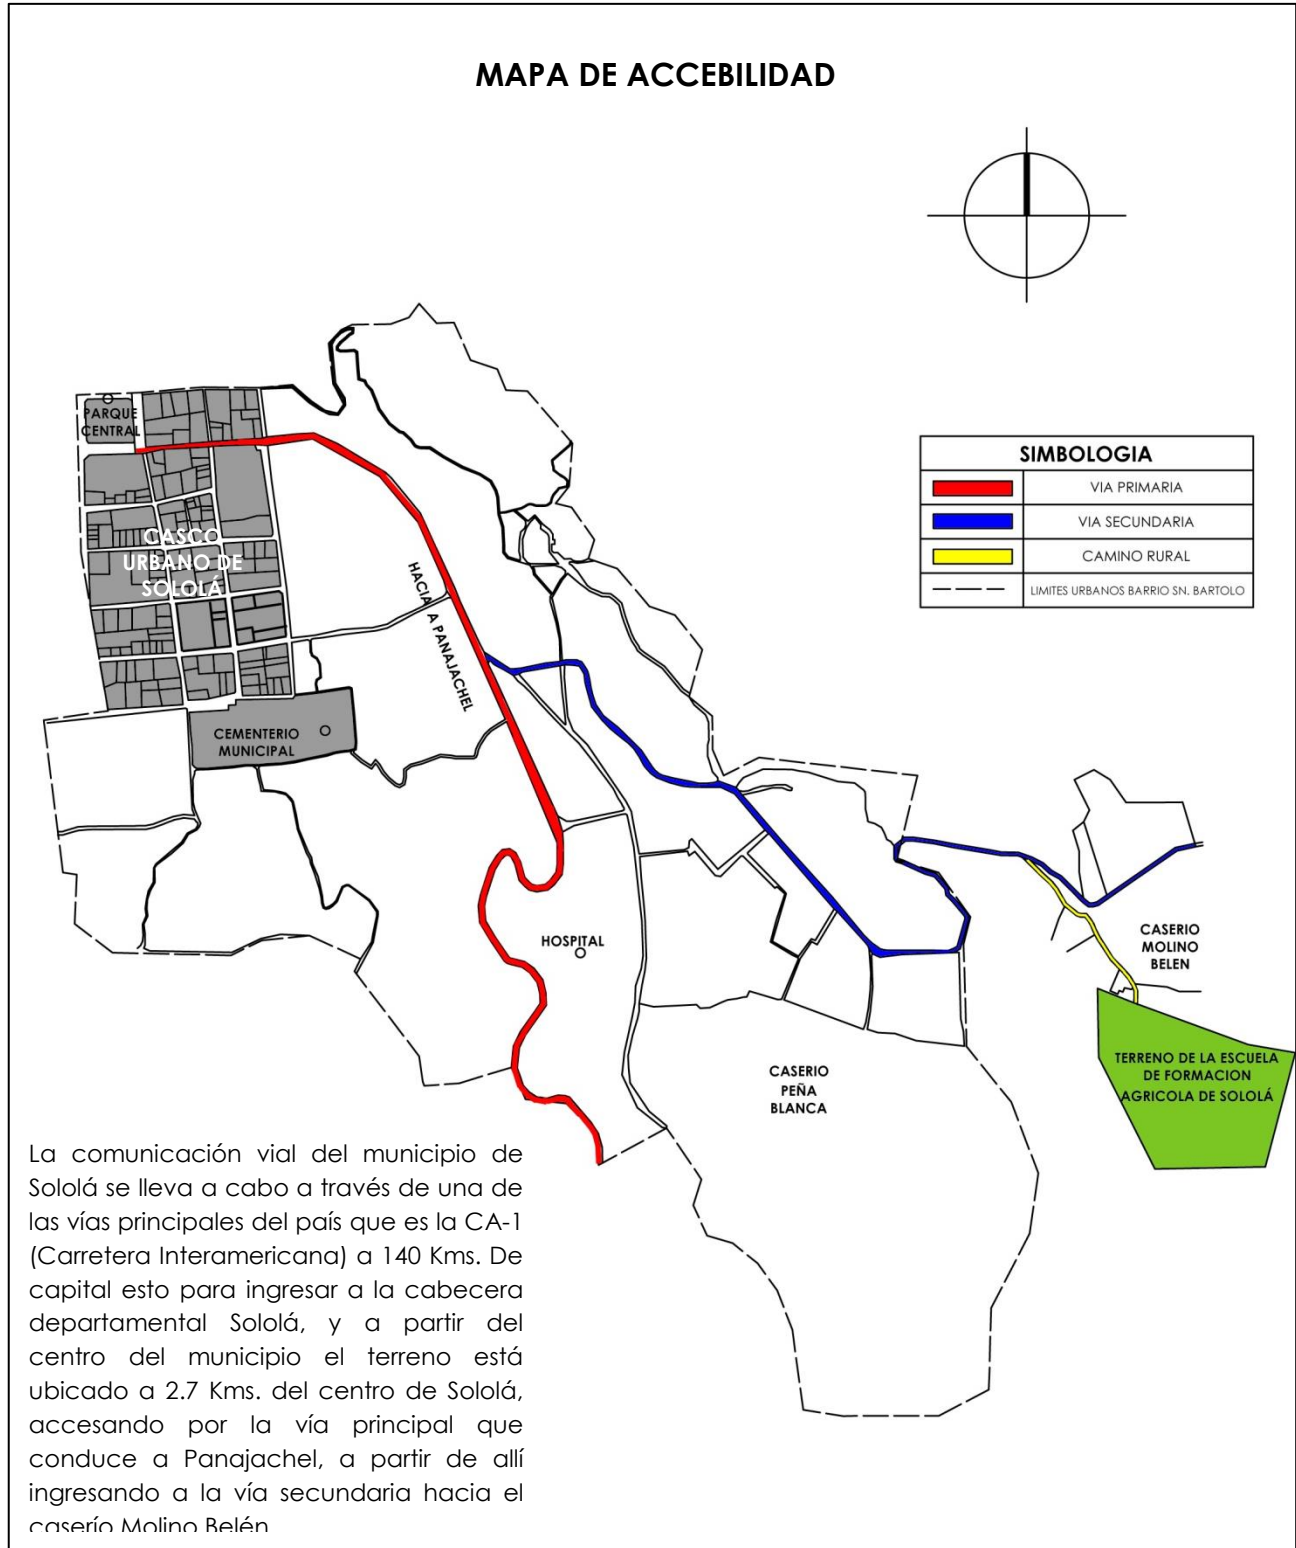 MAPA DE ACCEBILIDAD
PARQUE
CENTRAL
CASCO
URBANO DE
SOLOLÁ
HACIA A PANAJACHEL
CEMENTERIO
MUNICIPAL
SIMBOLOGIA
VIA PRIMARIA
VIA SECUNDARIA
CAMINO RURAL
LIMITES URBANOS BARRIO SN. BARTOLO
HOSPITAL
CASERIO
MOLINO
BELEN
CASERIO
PEÑA
BLANCA
TERRENO DE LA ESCUELA
DE FORMACION
AGRICOLA DE SOLOLÁ
La comunicación vial del municipio de
Sololá se lleva a cabo a través de una de
las vías principales del país que es la CA-1
(Carretera Interamericana) a 140 Kms. De
capital esto para ingresar a la cabecera
departamental Sololá, y a partir del
centro del municipio el terreno está
ubicado a 2.7 Kms. del centro de Sololá,
accesando por la vía principal que
conduce a Panajachel, a partir de allí
ingresando a la vía secundaria hacia el
caserío Molino Belén